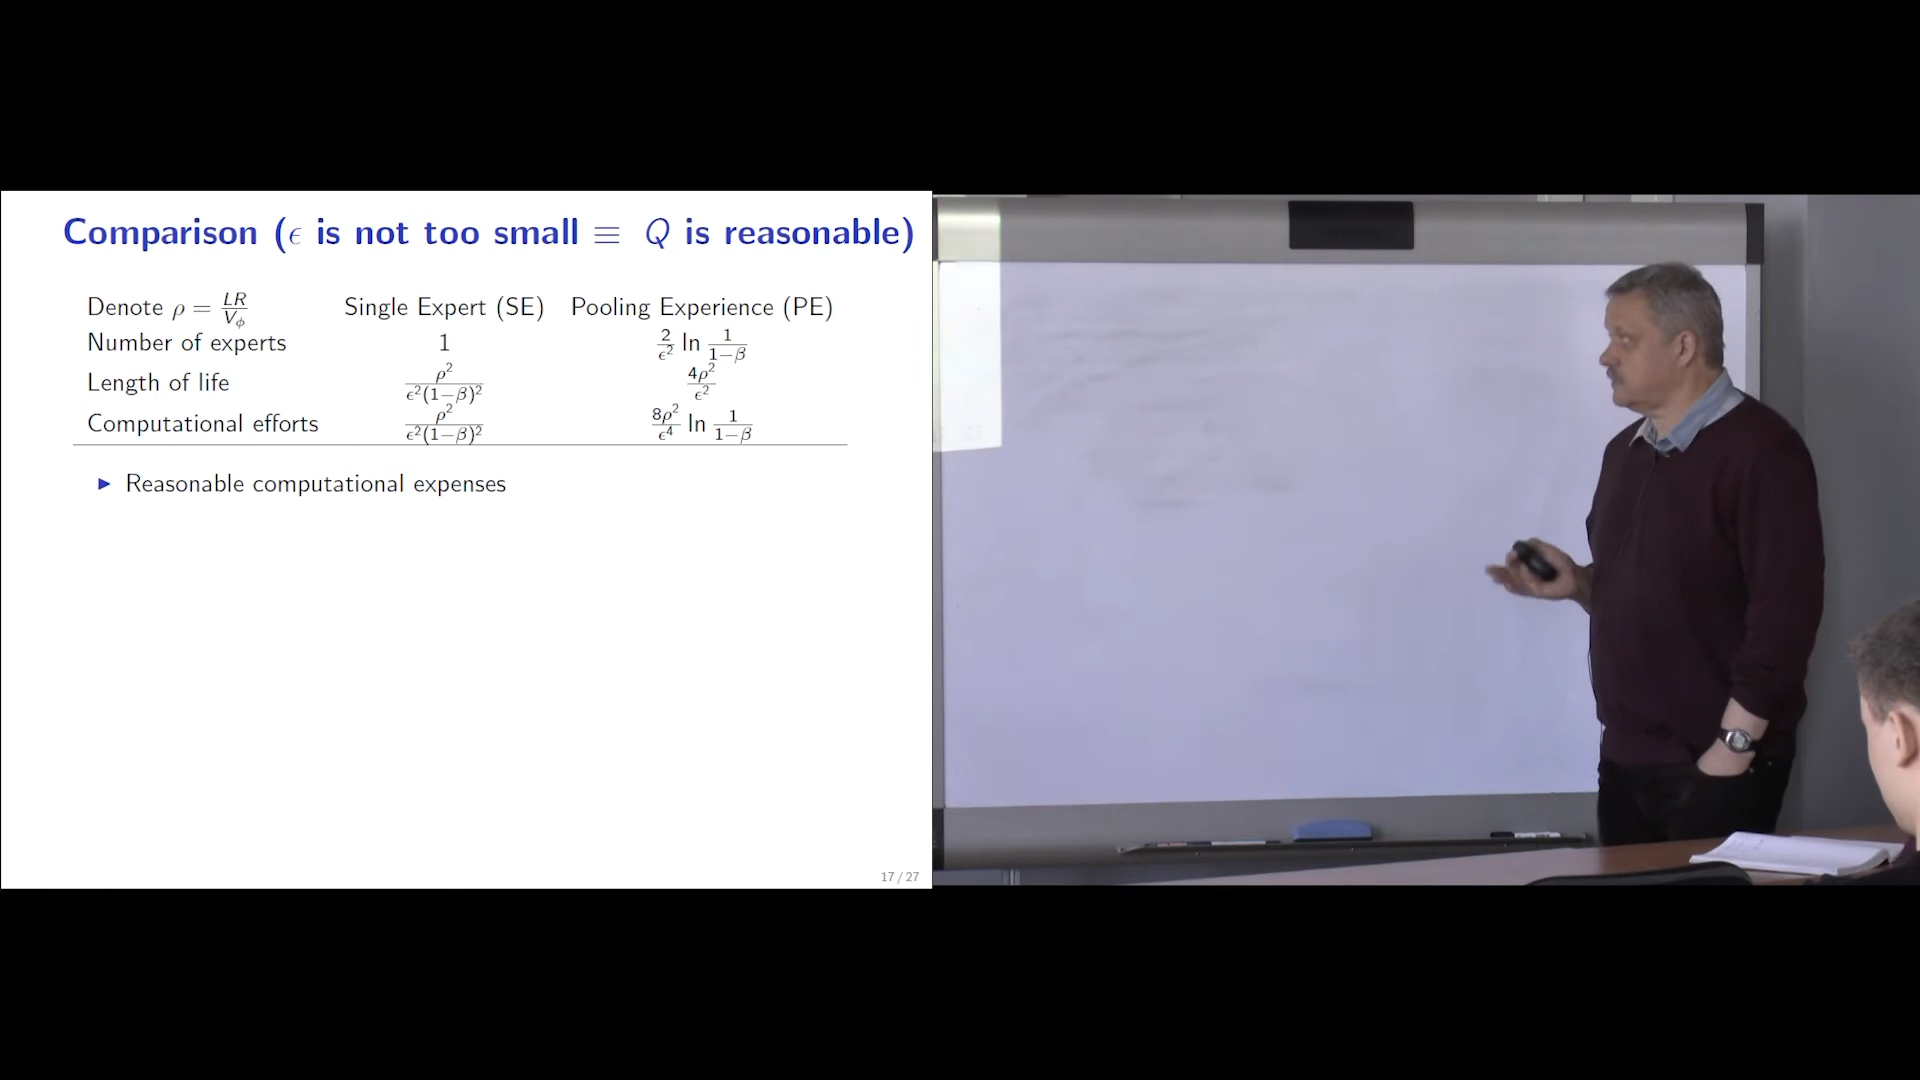 Comparison (ϵ is not too small ≡ Q is reasonable)
Denote ρ = LR/V_ϕ Single Expert (SE) Pooling Experience (PE)
Number of experts 1 2/ϵ² ln 1/(1−β)
Length of life ρ²/(ϵ²(1−β)²) 4ρ²/ϵ²
Computational efforts ρ²/(ϵ²(1−β)²) 8ρ²/ϵ⁴ ln 1/(1−β)
▶ Reasonable computational expenses
17 / 27